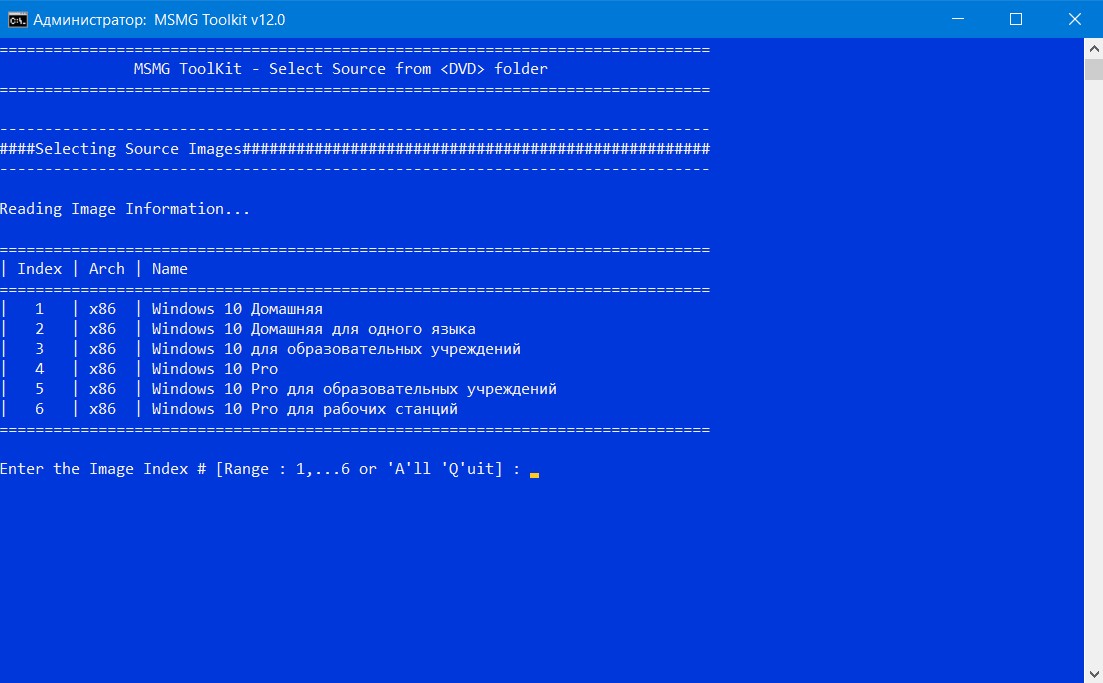 Администратор: MSMG Toolkit v12.0
===============================================================================
MSMG ToolKit - Select Source from <DVD> folder
===============================================================================
-------------------------------------------------------------------------------
####Selecting Source Images####################################################
-------------------------------------------------------------------------------
Reading Image Information...
===============================================================================
| Index | Arch | Name
===============================================================================
| 1 | x86 | Windows 10 Домашняя
| 2 | x86 | Windows 10 Домашняя для одного языка
| 3 | x86 | Windows 10 для образовательных учреждений
| 4 | x86 | Windows 10 Pro
| 5 | x86 | Windows 10 Pro для образовательных учреждений
| 6 | x86 | Windows 10 Pro для рабочих станций
===============================================================================
Enter the Image Index # [Range : 1,...6 or 'A'll 'Q'uit] :